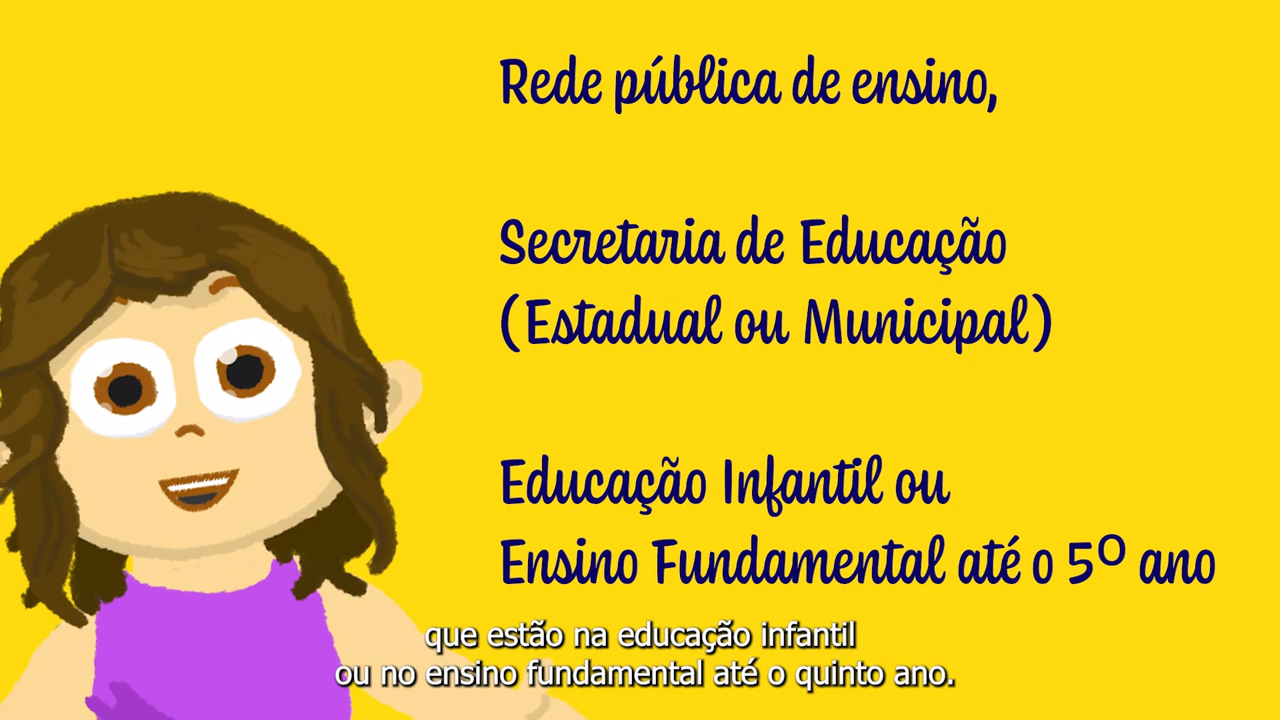 Rede pública de ensino,
Secretaria de Educação
(Estadual ou Municipal)
Educação Infantil ou
Ensino Fundamental até o 5º ano
que estão na educação infantil
ou no ensino fundamental até o quinto ano.